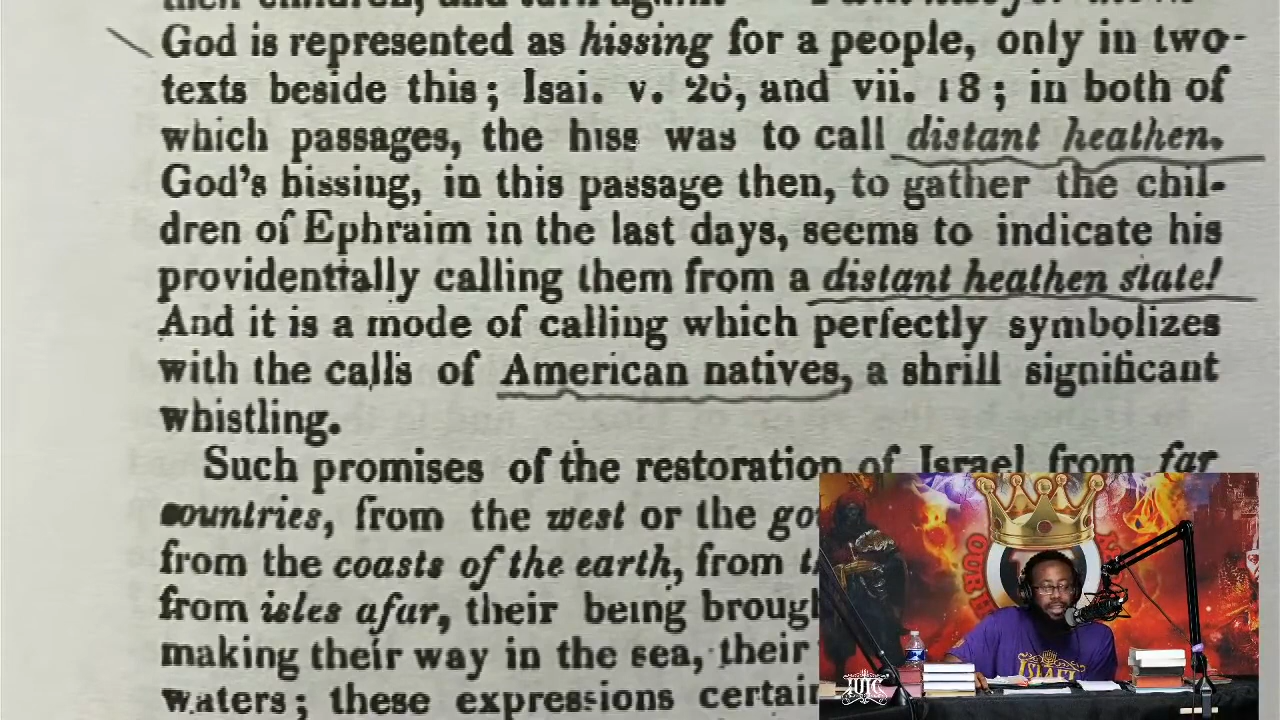 God is represented as hissing for a people, only in two-
texts beside this; Isai. v. 26, and vii. 18; in both of
which passages, the hiss was to call distant heathen.
God's hissing, in this passage then, to gather the chil-
dren of Ephraim in the last days, seems to indicate his
providentially calling them from a distant heathen state!
And it is a mode of calling which perfectly symbolizes
with the calls of American natives, a shrill significant
whistling.
Such promises of the restoration of Israel from far
countries, from the west or the
from the coasts of the earth, from
from isles afar, their being
making their way in the sea, their
waters; these expressions
OUR
ISRAEL
IUIC